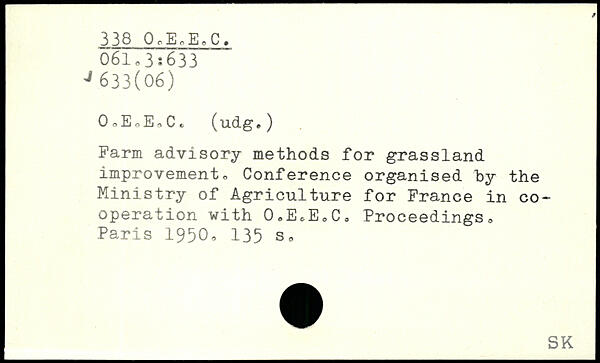 338 O.E.E.C.
061.3:633
633(06)
O.E.E.C. (udg.)
Farm advisory methods for grassland
improvement. Conference organised by the
Ministry of Agriculture for France in co-
operation with O.E.E.C. Proceedings.
Paris 1950. 135 s.
SK